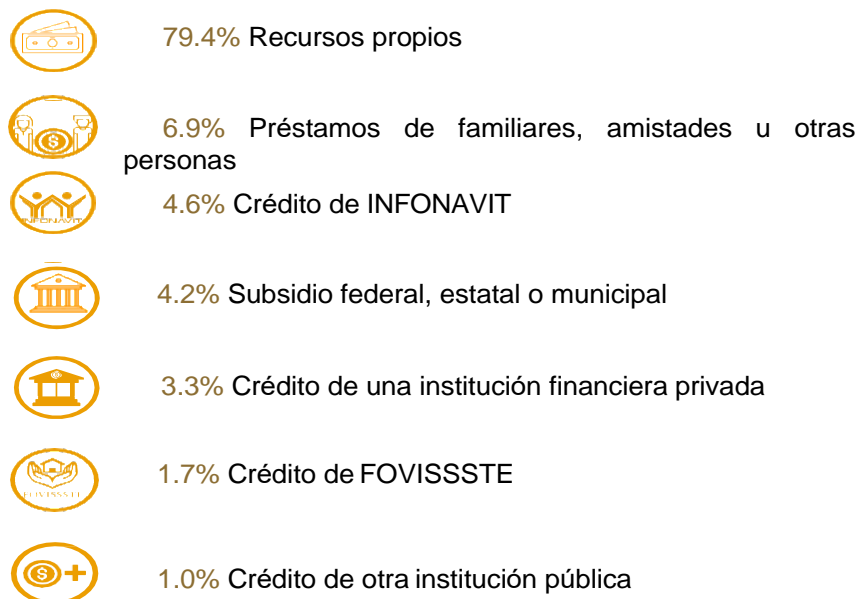 79.4% Recursos propios
6.9% Préstamos de familiares, amistades u otras
personas
INFONAVIT
4.6% Crédito de INFONAVIT
4.2% Subsidio federal, estatal o municipal
3.3% Crédito de una institución financiera privada
FOVISSSTE
1.7% Crédito de FOVISSSTE
1.0% Crédito de otra institución pública